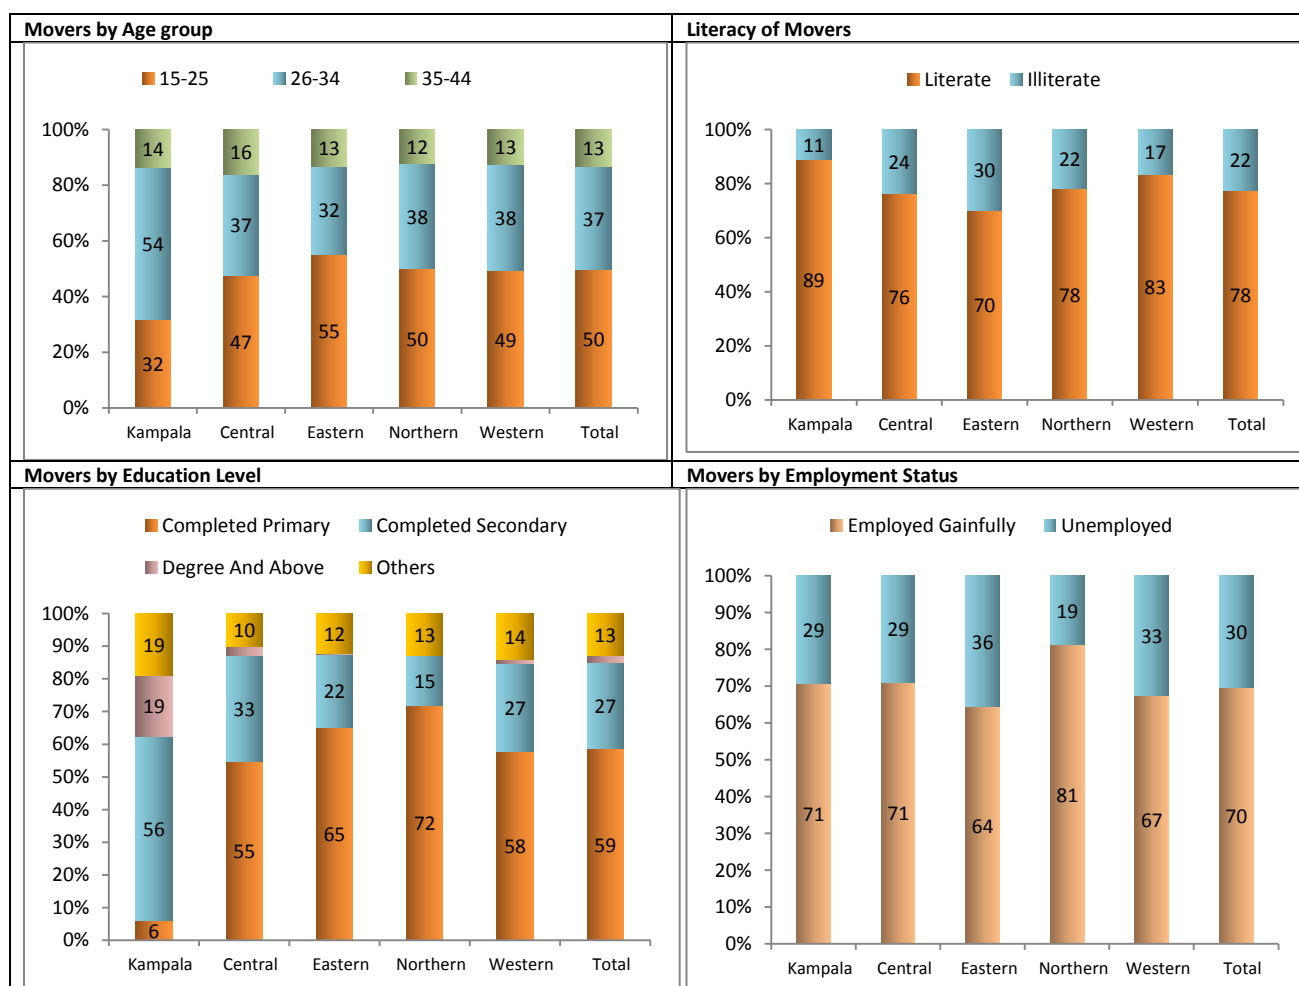 Movers by Age group
15-25 26-34 35-44
100%
80%
60%
40%
20%
0%
14 16 13 12 13 13
54 37 32 38 38 37
32 47 55 50 49 50
Kampala Central Eastern Northern Western Total
Literacy of Movers
Literate Illiterate
100%
80%
60%
40%
20%
0%
11 24 30 22 17 22
89 76 70 78 83 78
Kampala Central Eastern Northern Western Total
Movers by Education Level
Completed Primary Completed Secondary
Degree And Above Others
100%
90%
80%
70%
60%
50%
40%
30%
20%
10%
0%
19 10 12 13 14 13
19
56 33 22 15 27 27
6 55 65 72 58 59
Kampala Central Eastern Northern Western Total
Movers by Employment Status
Employed Gainfully Unemployed
100%
90%
80%
70%
60%
50%
40%
30%
20%
10%
0%
29 29 36 19 33 30
71 71 64 81 67 70
Kampala Central Eastern Northern Western Total